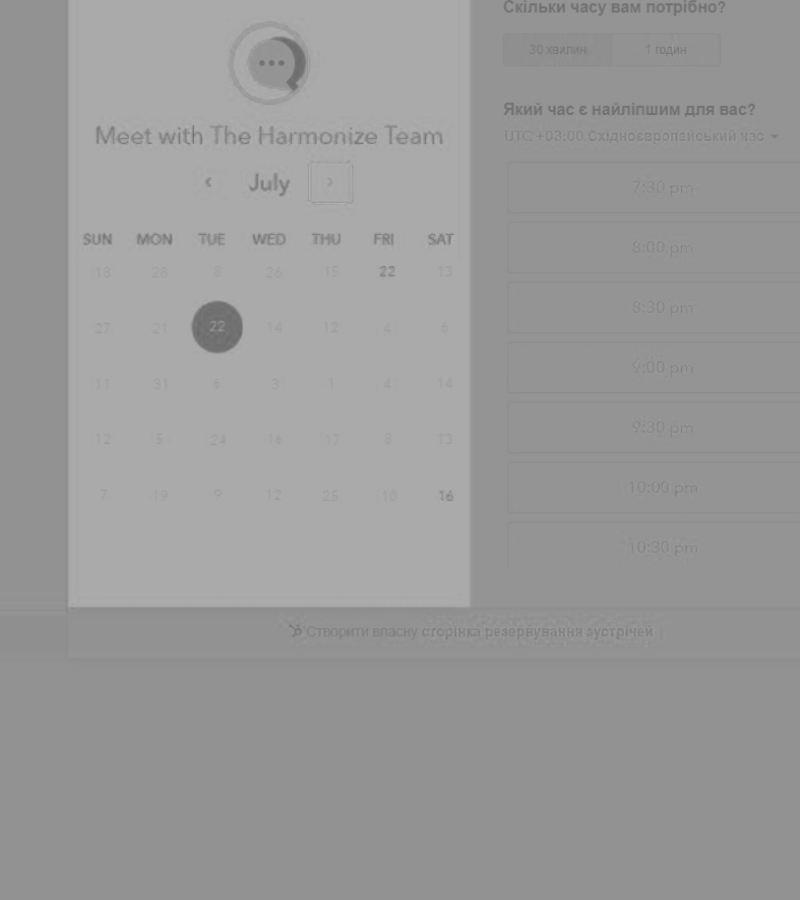 Meet with The Harmonize Team
July
SUN MON TUE WED THU FRI SAT
18 28 8 26 15 22 13
27 21 22 14 12 4 6
11 31 6 3 1 4 14
12 5 24 16 17 8 13
7 19 9 12 25 10 16
Скільки часу вам потрібно?
30 хвилин 1 годин
Який час є найліпшим для вас?
UTC +03:00 Східноєвропейський час
7:30 pm
8:00 pm
8:30 pm
9:00 pm
9:30 pm
10:00 pm
10:30 pm
Створити власну сторінка резервування зустрічей